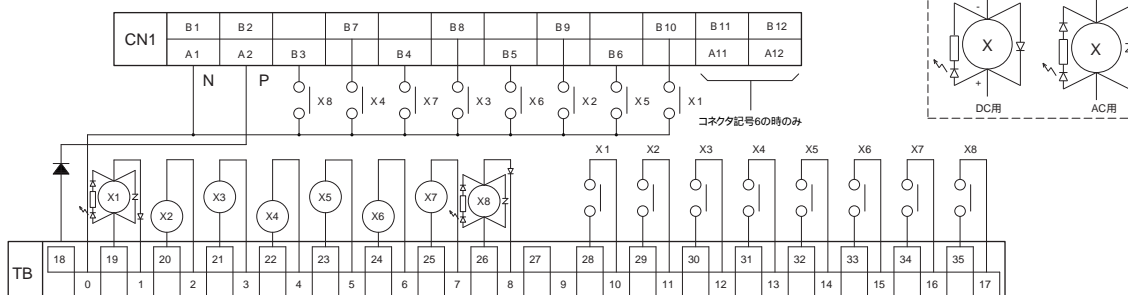 CN1 B1 B2 B7 B8 B9 B10 B11 B12
A1 A2 B3 B4 B5 B6 A11 A12
N P
X8 X4 X7 X3 X6 X2 X5 X1
コネクタ記号6の時のみ
- X X
+
DC用 AC用
X1 X2 X3 X4 X5 X6 X7 X8
X1 X2 X3 X4 X5 X6 X7 X8
TB 18 19 20 21 22 23 24 25 26 27 28 29 30 31 32 33 34 35
0 1 2 3 4 5 6 7 8 9 10 11 12 13 14 15 16 17